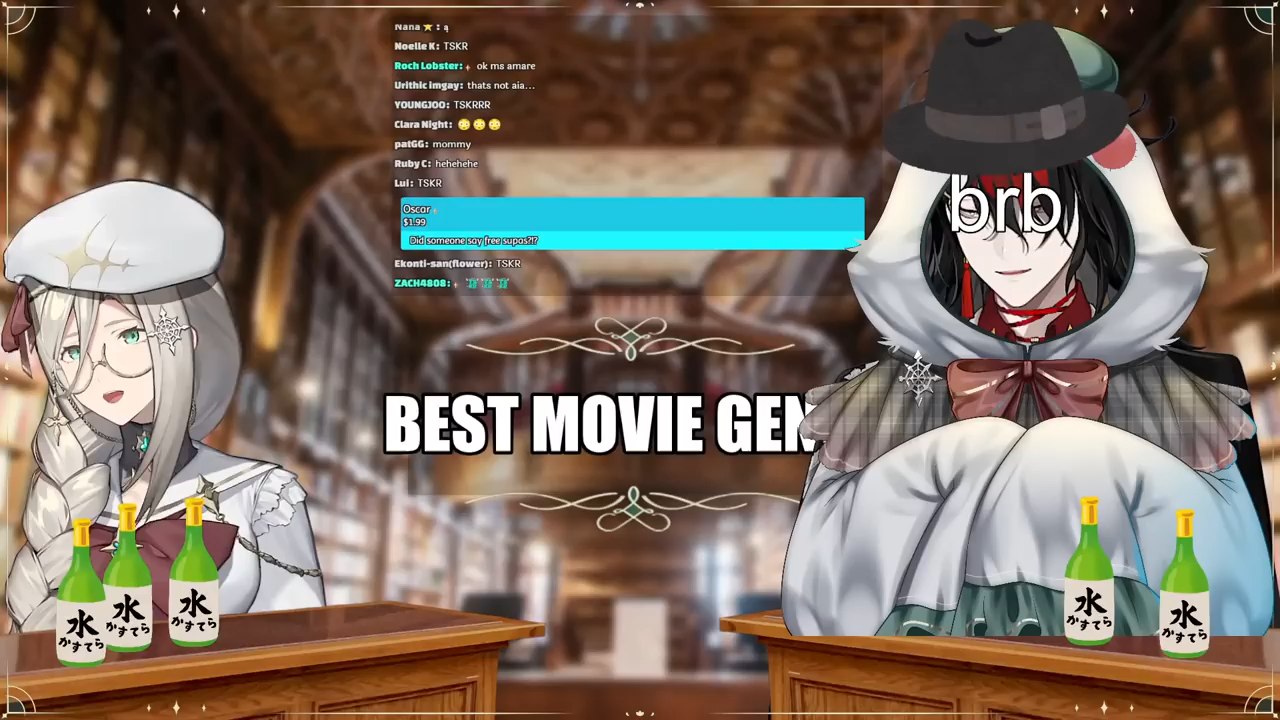 Nana ⭐ : ą
Noelle K: TSKR
Roch Lobster: ok ms amare
Urithic imgay: thats not aia...
YOUNGJOO: TSKRRR
Clara Night: 😳 😳 😳
patGG: mommy
Ruby C: hehehehe
Lui: TSKR
Oscar
$1.99
Did someone say free supas?!?
Ekonti-san(flower): TSKR
ZACH4808:
brb
BEST MOVIE GEN
水
かすてら
水
かすてら
水
かすてら
水
かすてら
水
かすてら